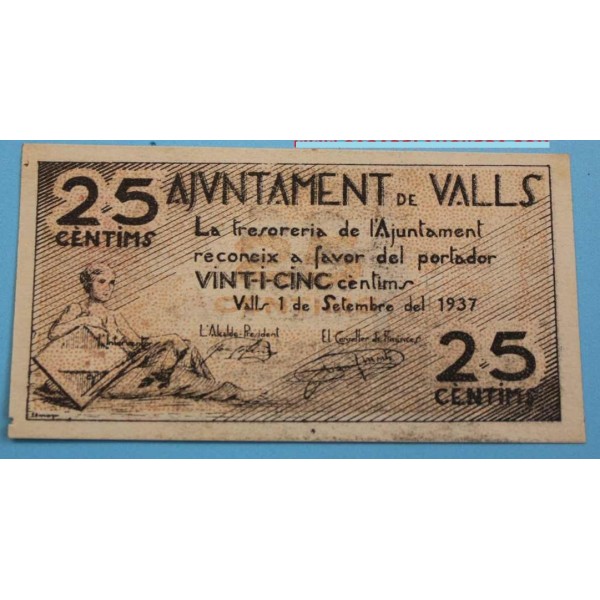 25
CÈNTIMS
AJVNTAMENT DE VALLS
La tresoreria de l'Ajuntament
reconeix a favor del portador
VINT-I-CINC cèntims
Valls 1 de Setembre del 1937
L'Alcalde-President
El Conseller de Finances
25
CÈNTIMS